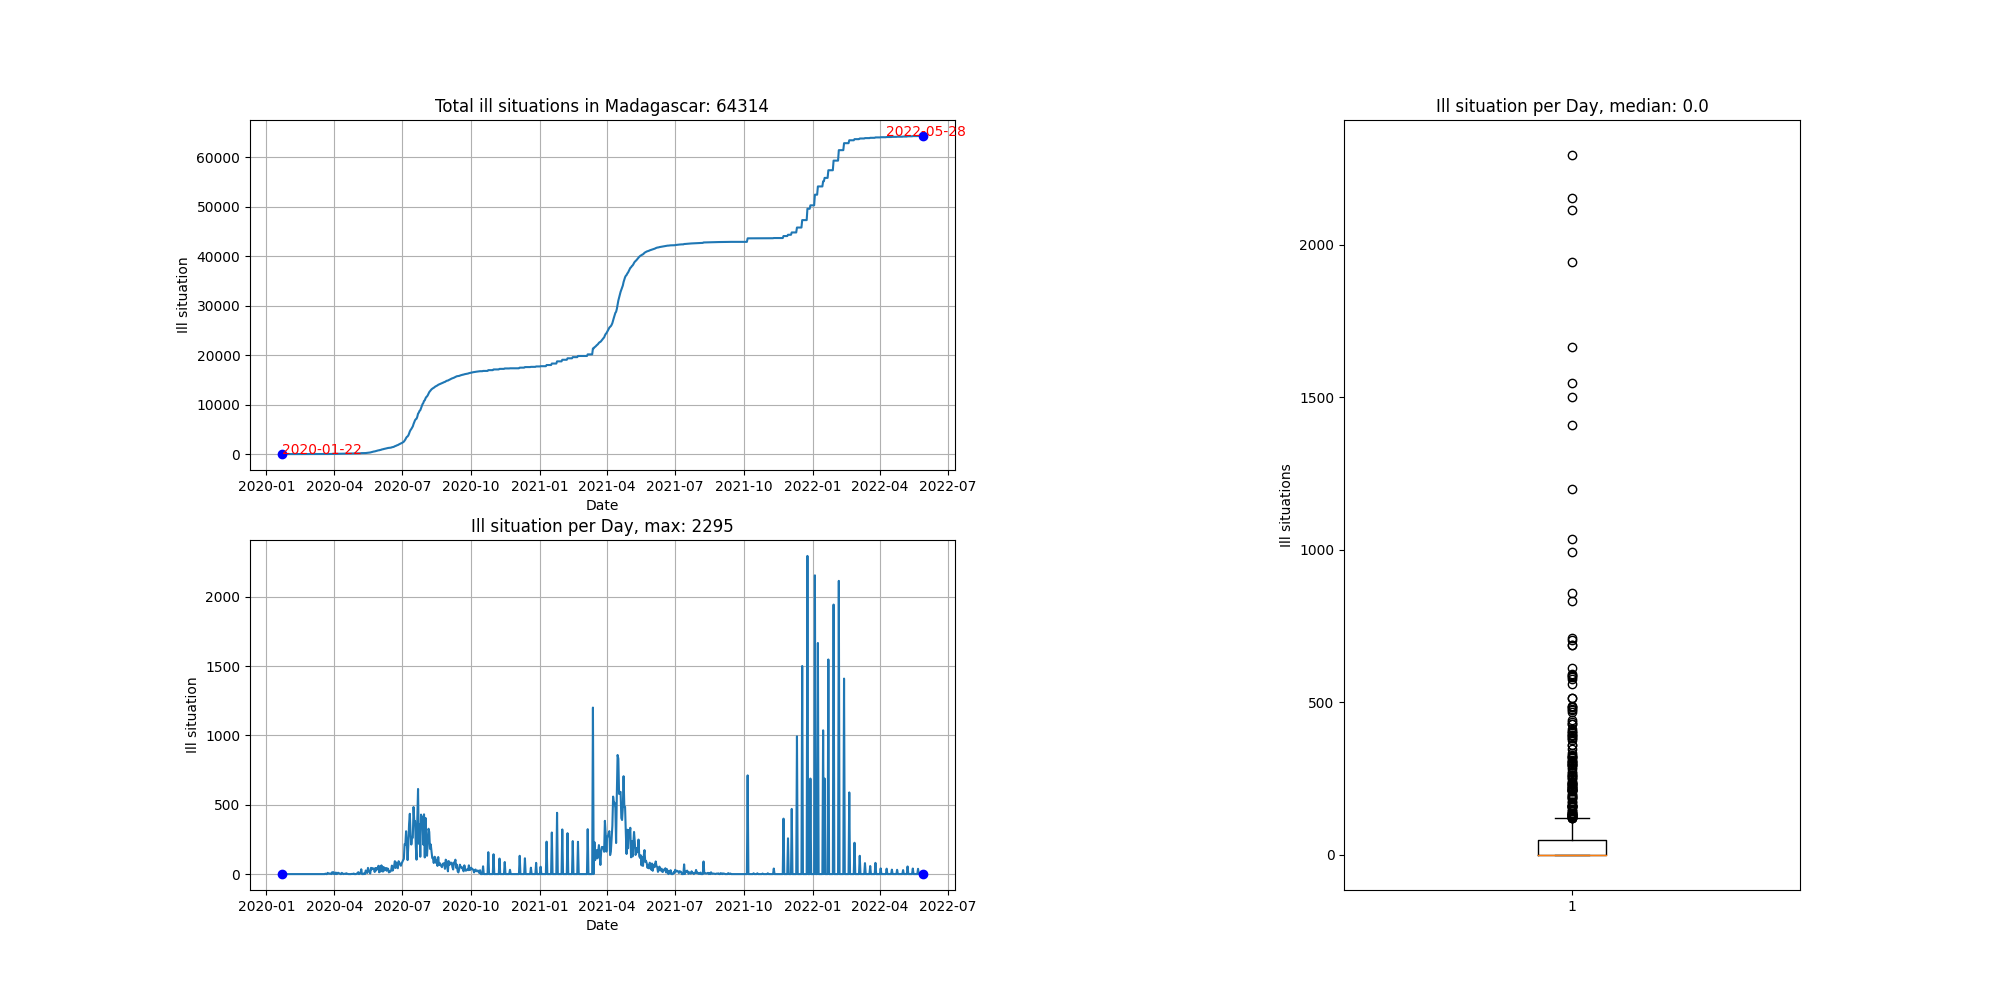 Total ill situations in Madagascar: 64314
60000
50000
40000
30000
20000
10000
0
Ill situation
2020-01-22
2022-05-28
2020-01 2020-04 2020-07 2020-10 2021-01 2021-04 2021-07 2021-10 2022-01 2022-04 2022-07
Date
Ill situation per Day, max: 2295
2000
1500
1000
500
0
Ill situation
2020-01 2020-04 2020-07 2020-10 2021-01 2021-04 2021-07 2021-10 2022-01 2022-04 2022-07
Date
Ill situation per Day, median: 0.0
2000
1500
1000
500
0
Ill situations
1